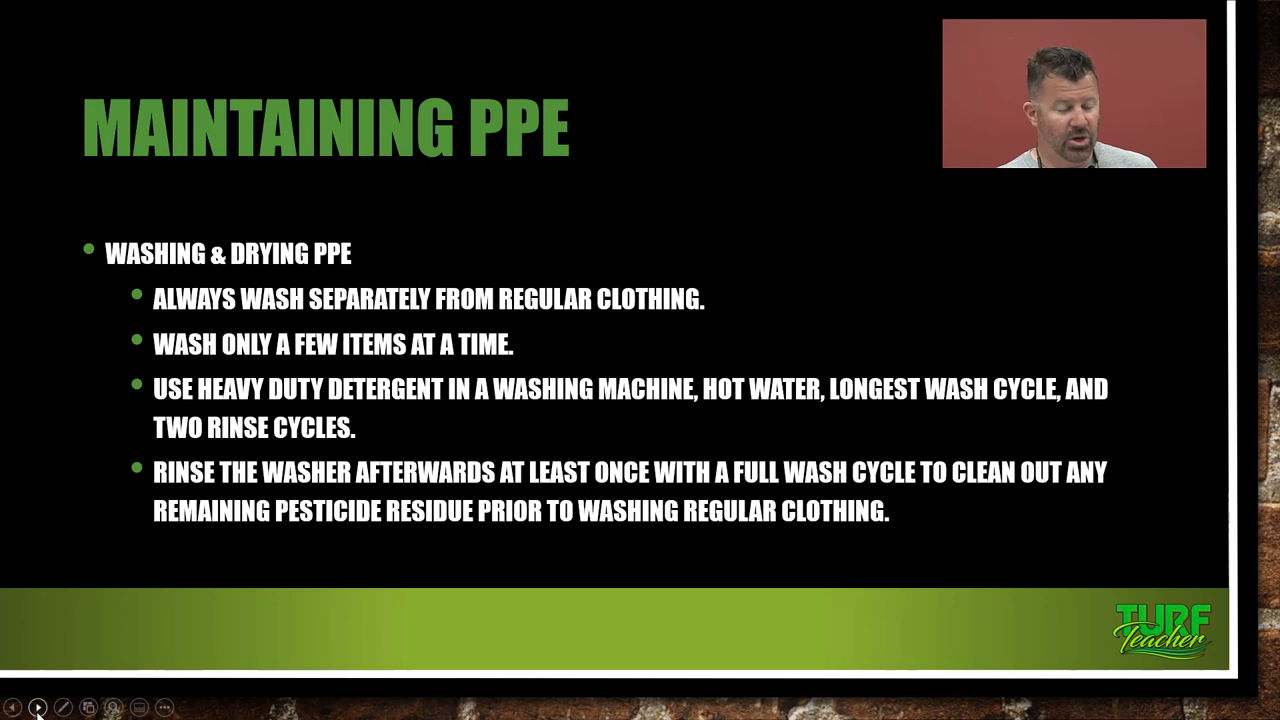 MAINTAINING PPE
WASHING & DRYING PPE
ALWAYS WASH SEPARATELY FROM REGULAR CLOTHING.
WASH ONLY A FEW ITEMS AT A TIME.
USE HEAVY DUTY DETERGENT IN A WASHING MACHINE, HOT WATER, LONGEST WASH CYCLE, AND
TWO RINSE CYCLES.
RINSE THE WASHER AFTERWARDS AT LEAST ONCE WITH A FULL WASH CYCLE TO CLEAN OUT ANY
REMAINING PESTICIDE RESIDUE PRIOR TO WASHING REGULAR CLOTHING.
TURF
Teacher